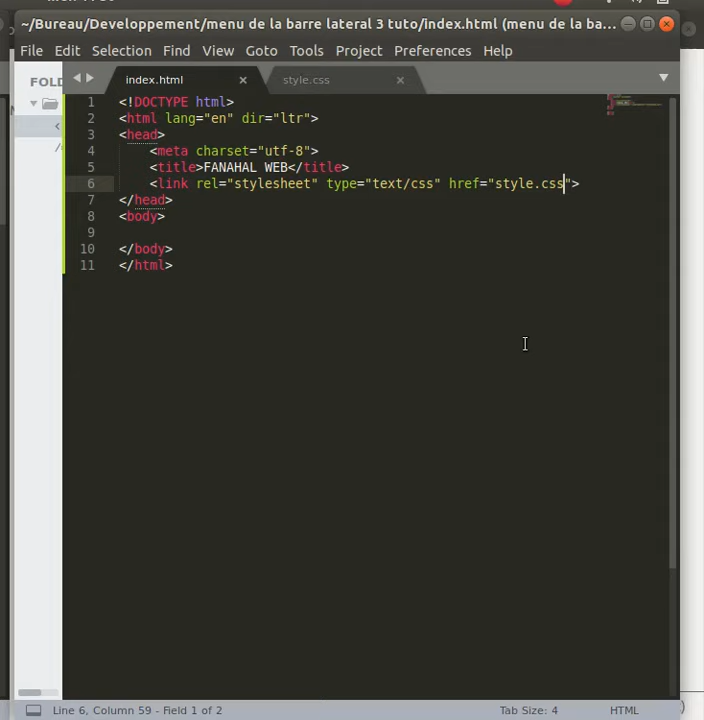 ~/Bureau/Developpement/menu de la barre lateral 3 tuto/index.html (menu de la ba...
File Edit Selection Find View Goto Tools Project Preferences Help
FOLD
index.html × style.css ×
1 <!DOCTYPE html>
2 <html lang="en" dir="ltr">
3 <head>
4 <meta charset="utf-8">
5 <title>FANAHAL WEB</title>
6 <link rel="stylesheet" type="text/css" href="style.css">
7 </head>
8 <body>
9
10 </body>
11 </html>
Line 6, Column 59 - Field 1 of 2 Tab Size: 4 HTML